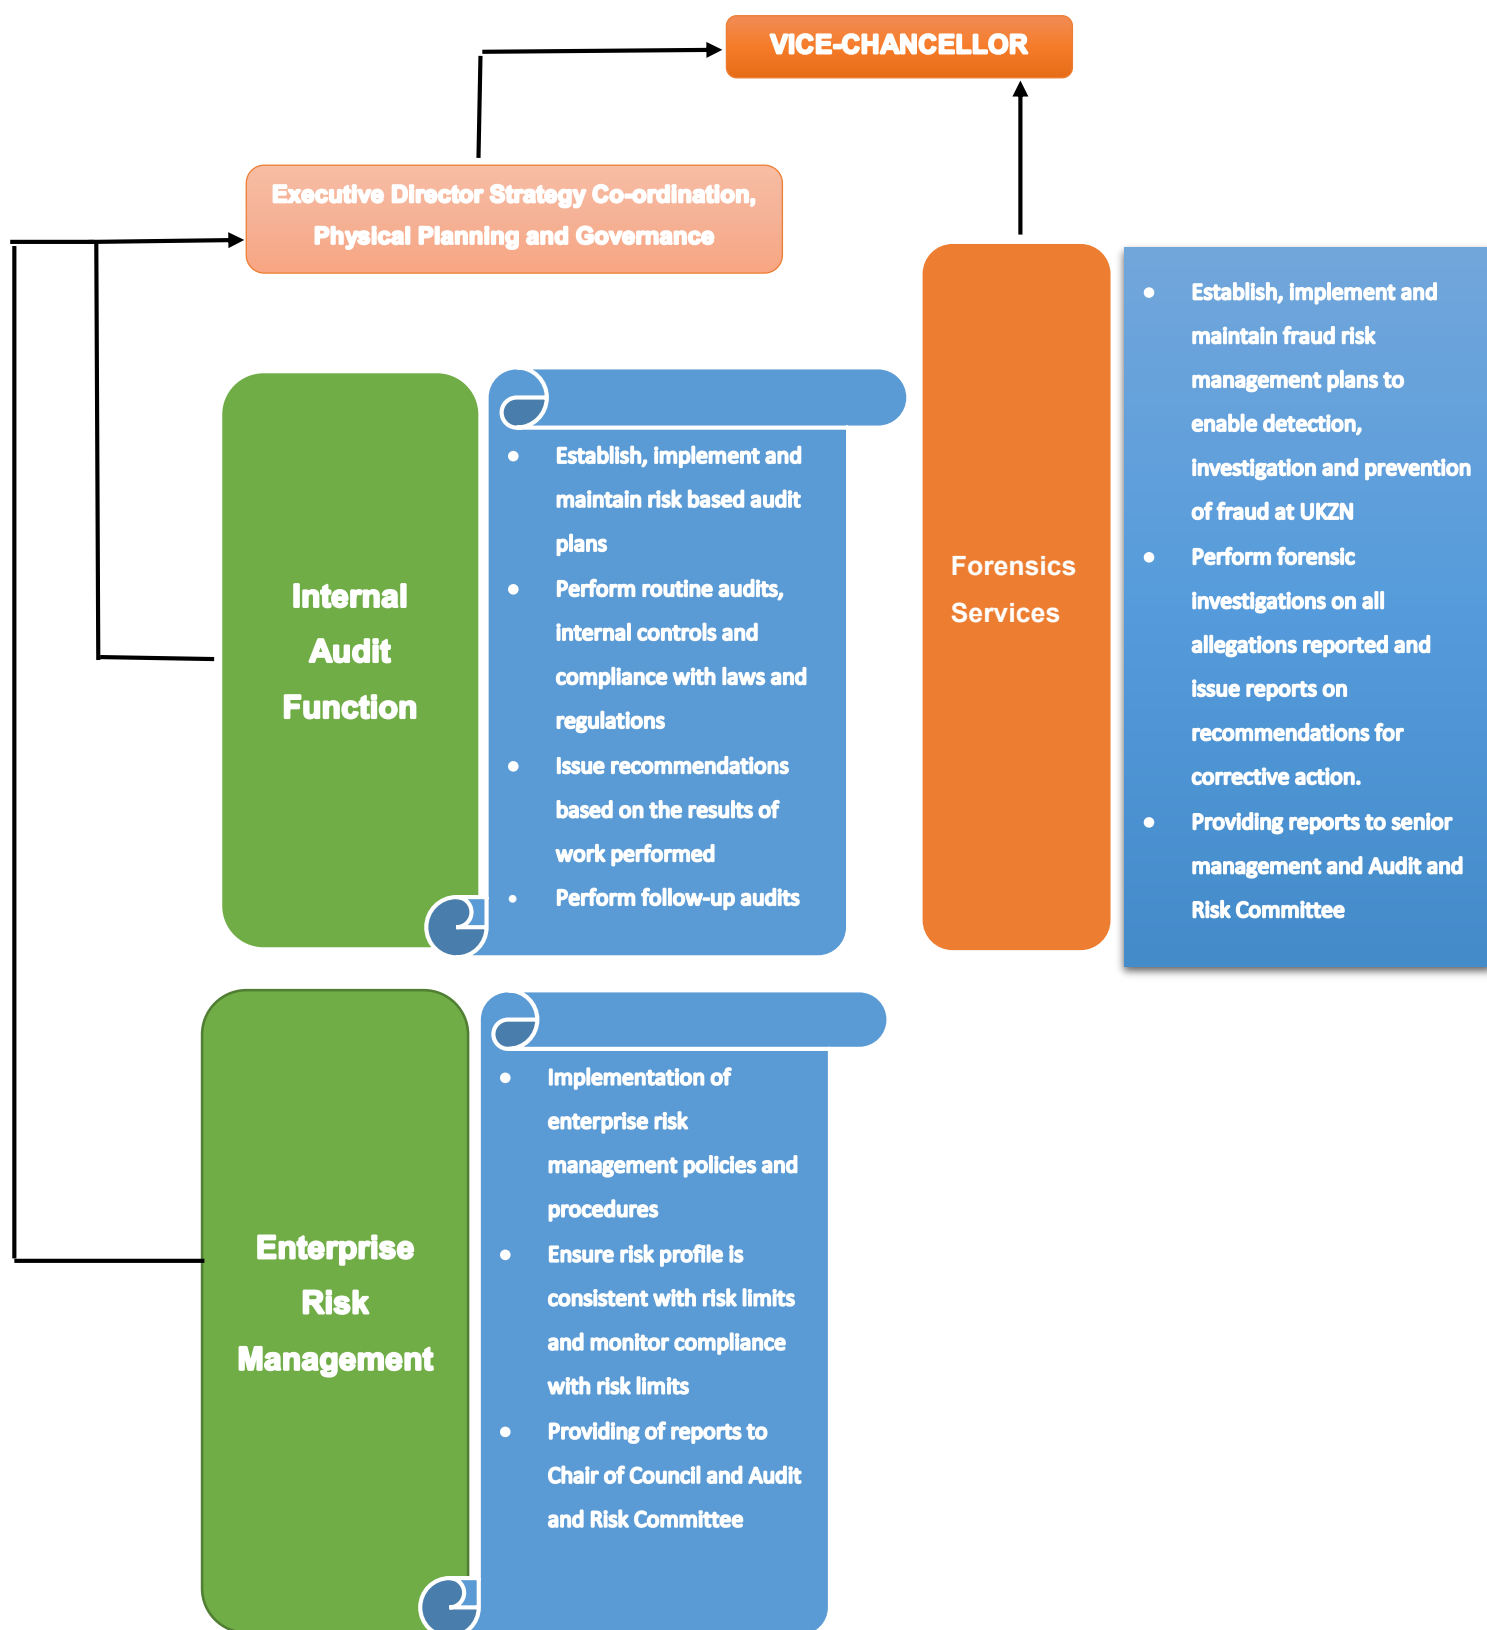 VICE-CHANCELLOR
Executive Director Strategy Co-ordination,
Physical Planning and Governance
Internal
Audit
Function
● Establish, implement and
maintain risk based audit
plans
● Perform routine audits,
internal controls and
compliance with laws and
regulations
● Issue recommendations
based on the results of
work performed
• Perform follow-up audits
Forensics
Services
● Establish, implement and
maintain fraud risk
management plans to
enable detection,
investigation and prevention
of fraud at UKZN
● Perform forensic
investigations on all
allegations reported and
issue reports on
recommendations for
corrective action.
● Providing reports to senior
management and Audit and
Risk Committee
Enterprise
Risk
Management
● Implementation of
enterprise risk
management policies and
procedures
● Ensure risk profile is
consistent with risk limits
and monitor compliance
with risk limits
● Providing of reports to
Chair of Council and Audit
and Risk Committee